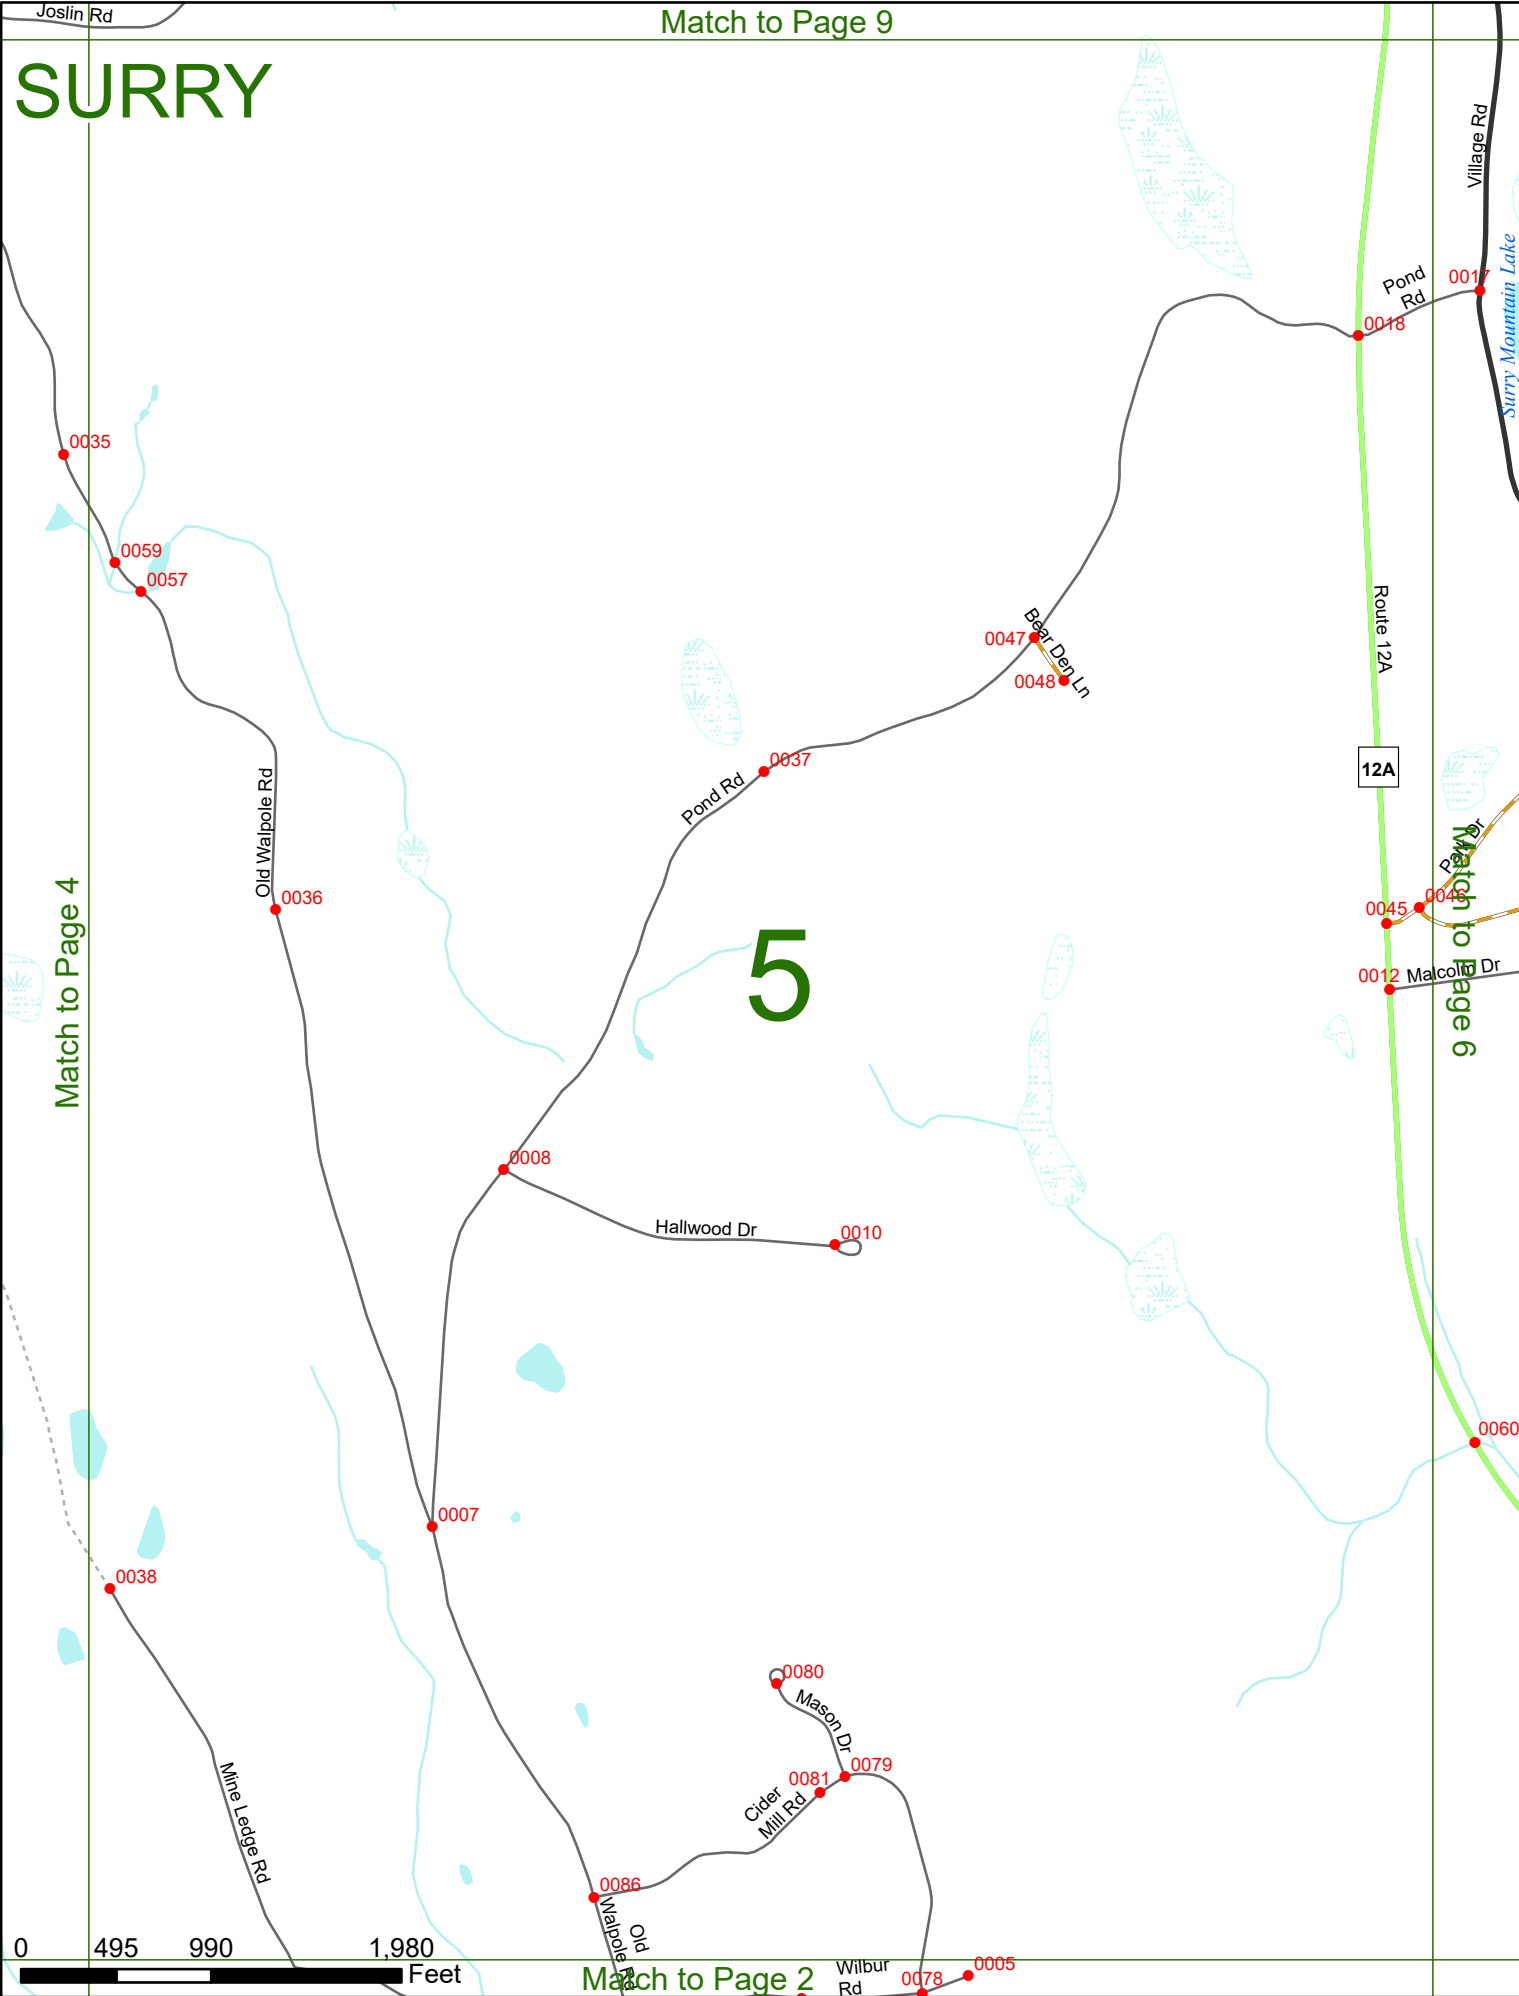 Joslin Rd
Match to Page 9
SURRY
Village Rd
Surry Mountain Lake
Pond
Rd
0017
0018
0035
0059
0057
Route 12A
0047
Bear Den Ln
0048
0037
Pond Rd
12A
Old Walpole Rd
0036
Park Dr
0046
0045
Match to Page 4
5
Match to Page 6
0012
Malcolm Dr
0008
Hallwood Dr
0010
0060
0007
0038
0080
Mason Dr
0079
0081
Cider
Mill Rd
Mine Ledge Rd
0086
Old
Walpole Rd
0 495 990 1,980
Feet
Match to Page 2
Wilbur
Rd
0078
0005